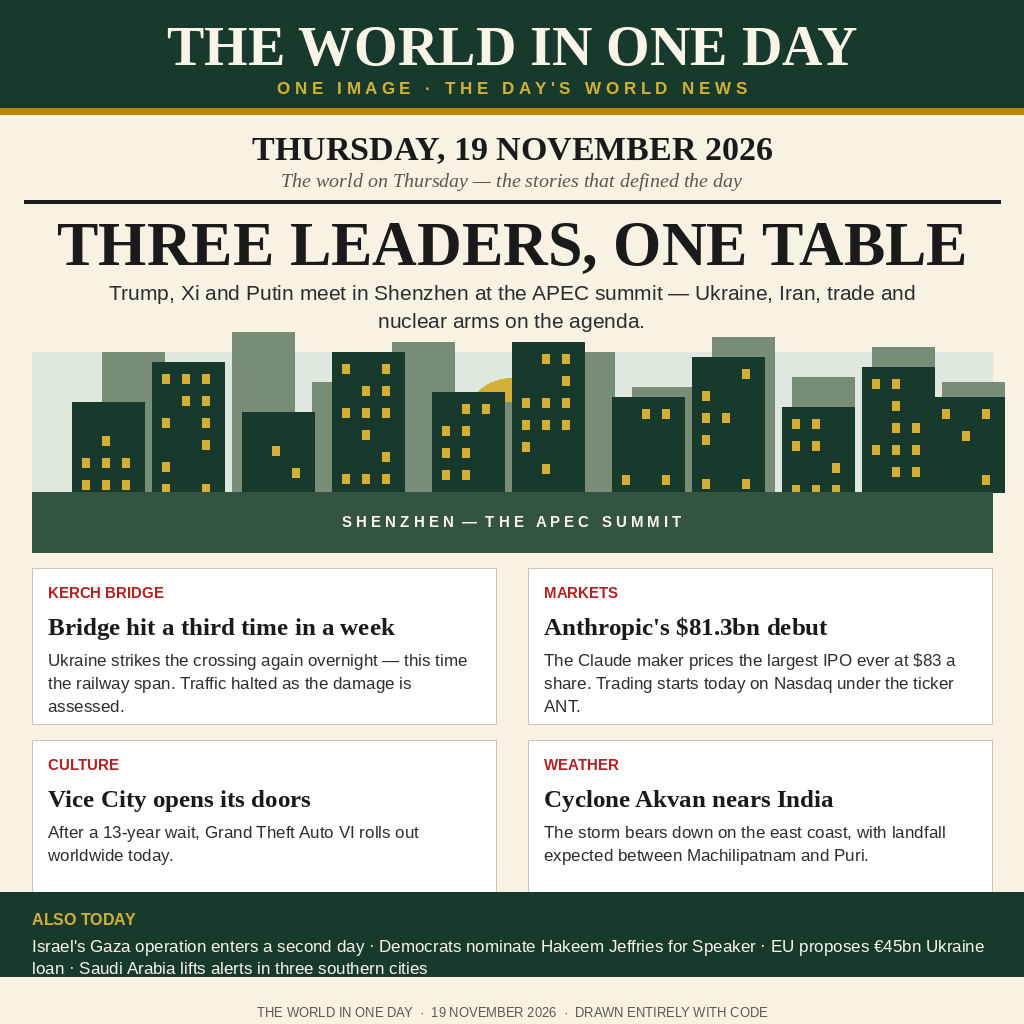 THE WORLD IN ONE DAY
ONE IMAGE · THE DAY'S WORLD NEWS
THURSDAY, 19 NOVEMBER 2026
The world on Thursday — the stories that defined the day
THREE LEADERS, ONE TABLE
Trump, Xi and Putin meet in Shenzhen at the APEC summit — Ukraine, Iran, trade and
nuclear arms on the agenda.
SHENZHEN — THE APEC SUMMIT
KERCH BRIDGE
Bridge hit a third time in a week
Ukraine strikes the crossing again overnight — this time
the railway span. Traffic halted as the damage is
assessed.
MARKETS
Anthropic's $81.3bn debut
The Claude maker prices the largest IPO ever at $83 a
share. Trading starts today on Nasdaq under the ticker
ANT.
CULTURE
Vice City opens its doors
After a 13-year wait, Grand Theft Auto VI rolls out
worldwide today.
WEATHER
Cyclone Akvan nears India
The storm bears down on the east coast, with landfall
expected between Machilipatnam and Puri.
ALSO TODAY
Israel's Gaza operation enters a second day · Democrats nominate Hakeem Jeffries for Speaker · EU proposes €45bn Ukraine
loan · Saudi Arabia lifts alerts in three southern cities
THE WORLD IN ONE DAY · 19 NOVEMBER 2026 · DRAWN ENTIRELY WITH CODE